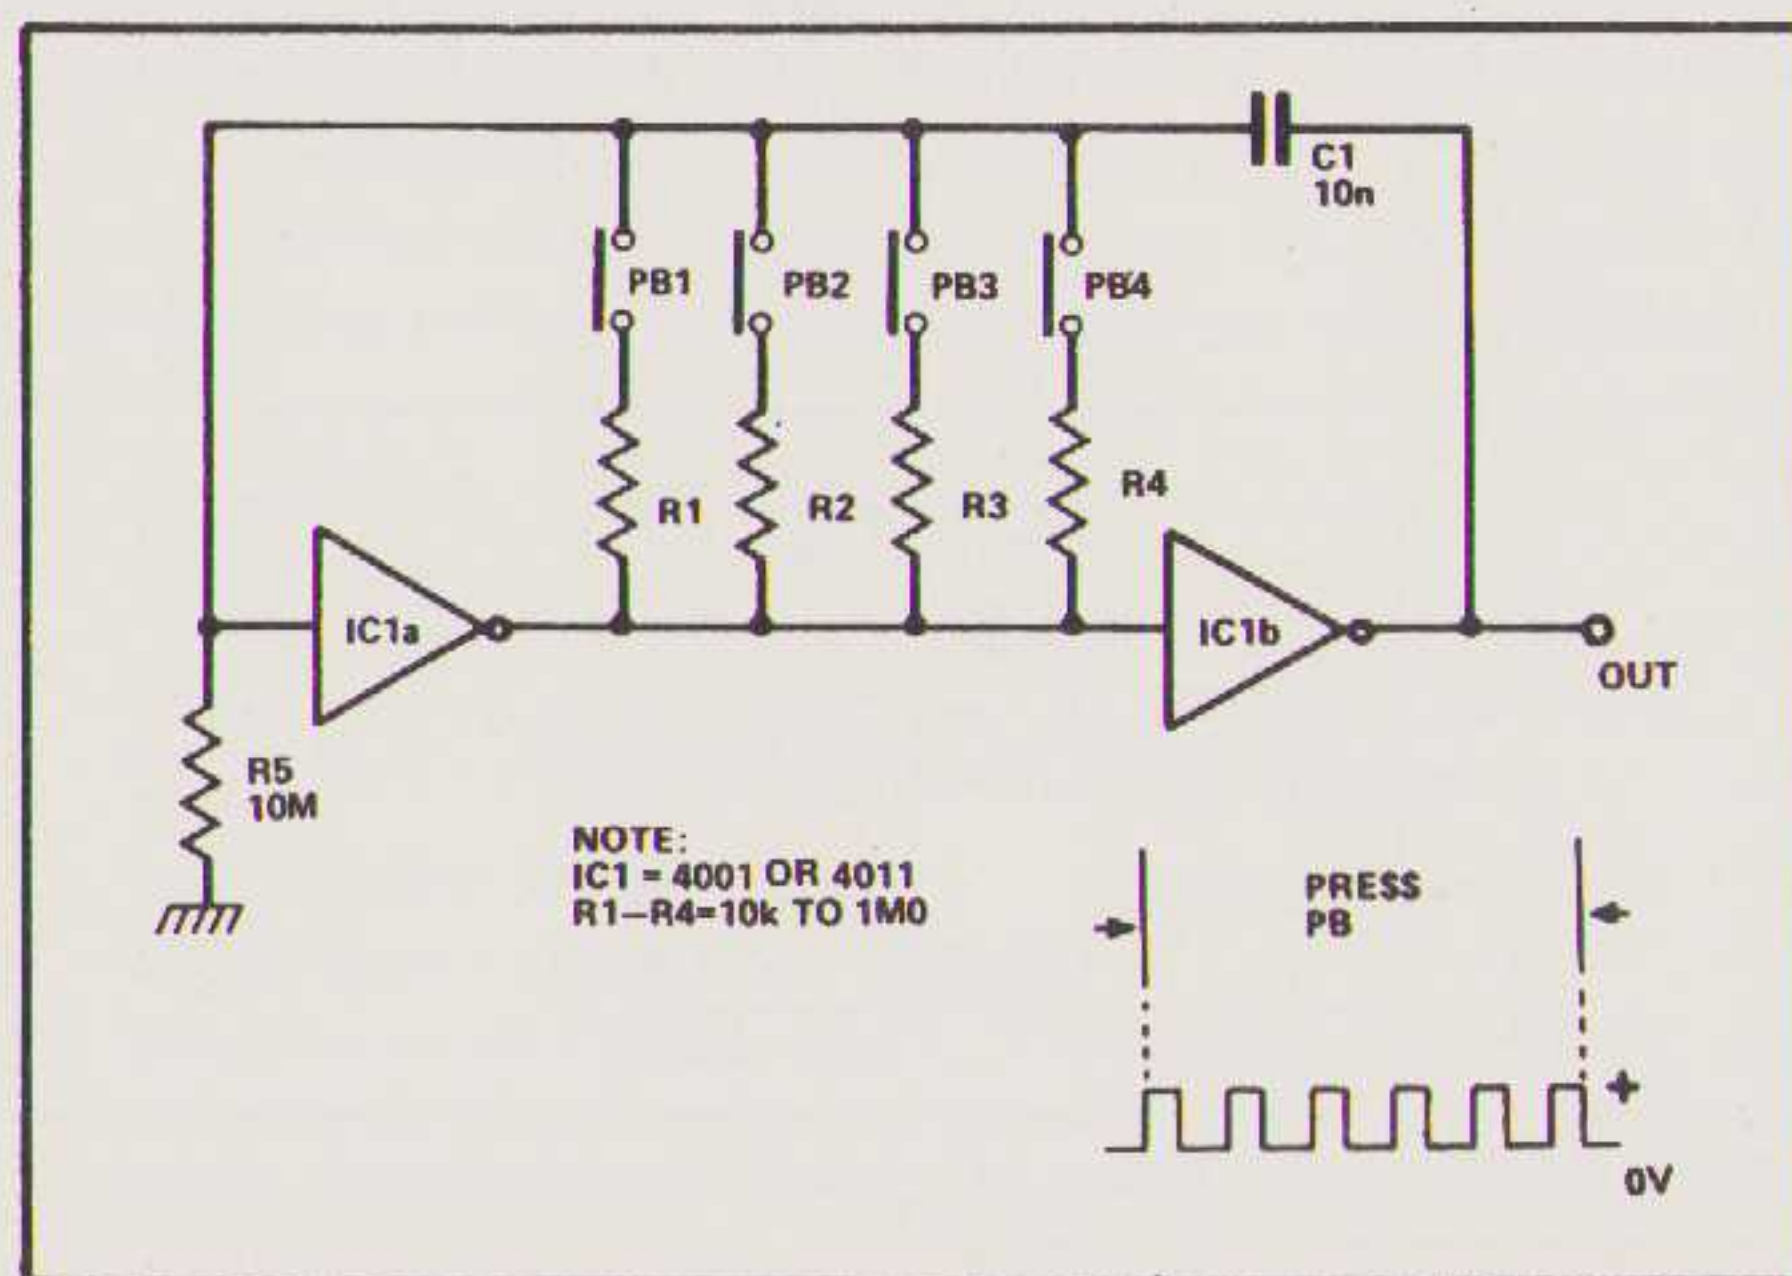 C1
10n
PB1
PB2
PB3
PB4
R1
R2
R3
R4
IC1a
IC1b
OUT
R5
10M
NOTE:
IC1 = 4001 OR 4011
R1—R4=10k TO 1M0
PRESS
PB
+
0V